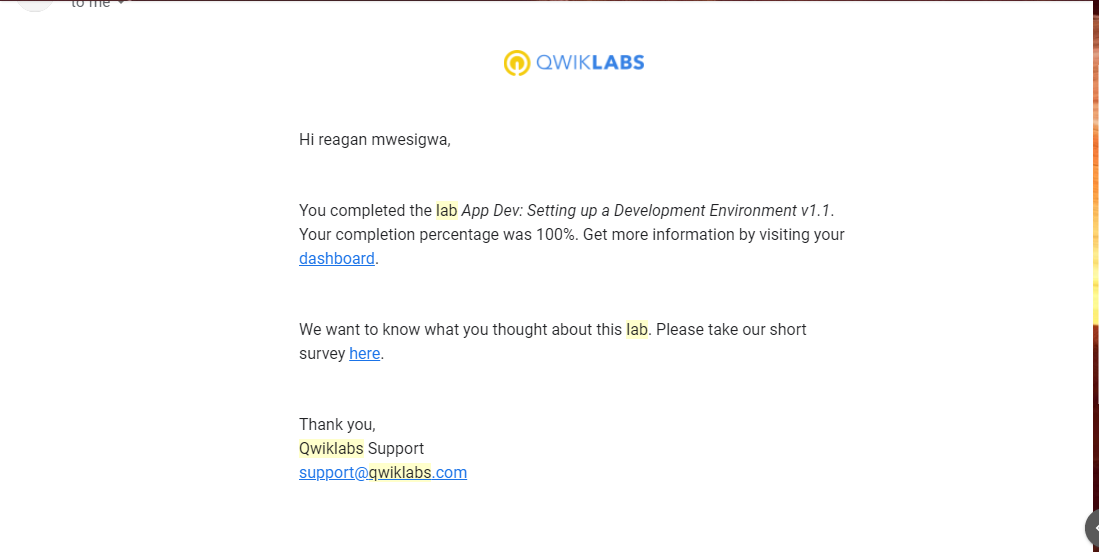 to me
QWIKLABS
Hi reagan mwesigwa,
You completed the lab App Dev: Setting up a Development Environment v1.1.
Your completion percentage was 100%. Get more information by visiting your
dashboard.
We want to know what you thought about this lab. Please take our short
survey here.
Thank you,
Qwiklabs Support
support@qwiklabs.com